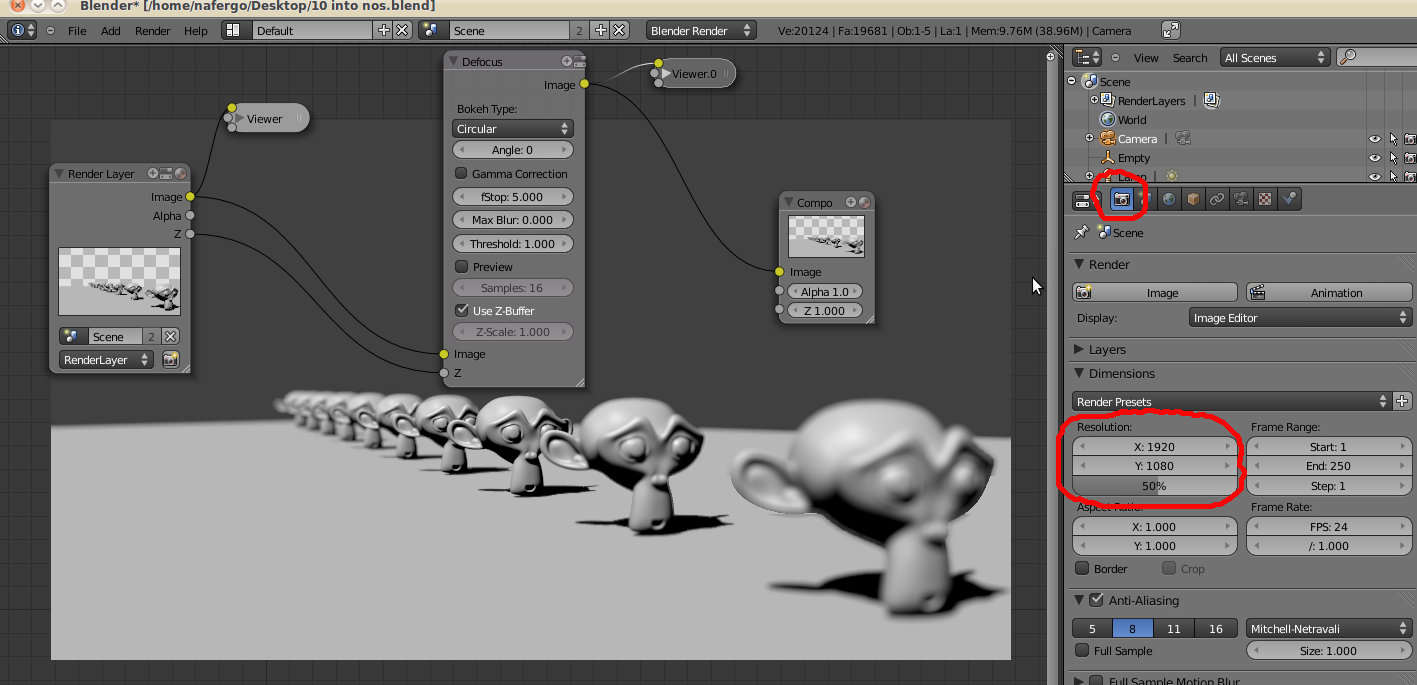 Blender* [/home/nafergo/Desktop/10 into nos.blend]
File Add Render Help Default Scene 2 Blender Render Ve:20124 | Fa:19681 | Ob:1-5 | La:1 | Mem:9.76M (38.96M) | Camera
Defocus
Image
Bokeh Type:
Circular
Angle: 0
Gamma Correction
fStop: 5.000
Max Blur: 0.000
Threshold: 1.000
Preview
Samples: 16
Use Z-Buffer
Z-Scale: 1.000
Image
Z
Viewer.0
Viewer
Render Layer
Image
Alpha
Z
Scene 2
RenderLayer
Compo
Image
Alpha 1.0
Z 1.000
View Search All Scenes
Scene
RenderLayers |
World
Camera |
Empty
Lamp |
Scene
Render
Image Animation
Display: Image Editor
Layers
Dimensions
Render Presets
Resolution: Frame Range:
X: 1920 Start: 1
Y: 1080 End: 250
50% Step: 1
Aspect Ratio: Frame Rate:
X: 1.000 FPS: 24
Y: 1.000 /: 1.000
Border Crop
Anti-Aliasing
5 8 11 16 Mitchell-Netravali
Full Sample Size: 1.000
Full Sample Motion Blur